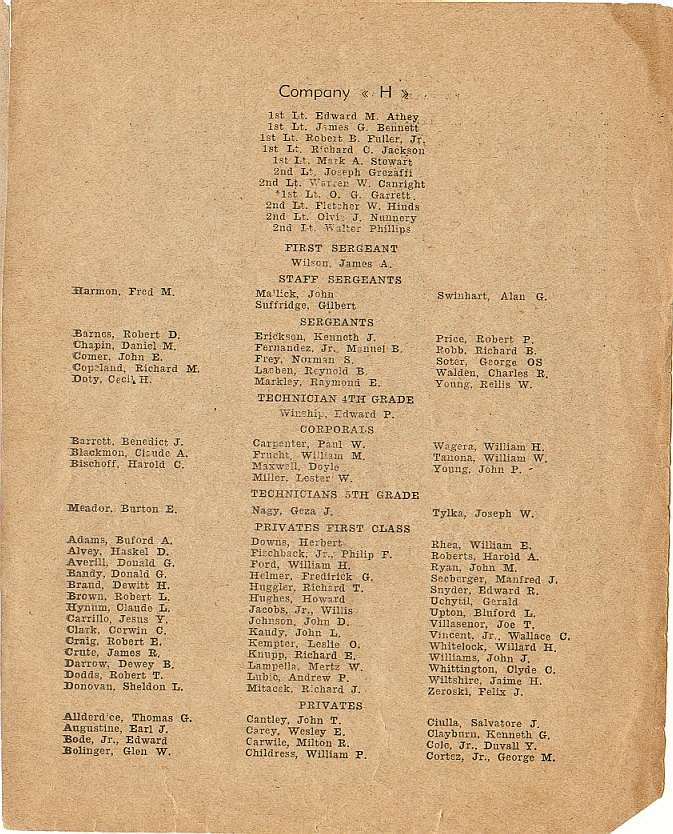 Company « H »
1st Lt. Edward M. Athey
1st Lt. James G. Bennett
1st Lt. Robert B. Fuller, Jr.
1st Lt. Richard C. Jackson
1st Lt. Mark A. Stewart
2nd Lt. Joseph Grezaffi
2nd Lt. Warren W. Canright
*1st Lt. O. G. Garrett
2nd Lt. Fletcher W. Hinds
2nd Lt. Olvie J. Nunnery
2nd Lt. Walter Phillips
FIRST SERGEANT
Wilson, James A.
STAFF SERGEANTS
Harmon, Fred M. Mallick, John Swinhart, Alan G.
Suffridge, Gilbert
SERGEANTS
Barnes, Robert D. Erickson, Kenneth J. Price, Robert P.
Chapin, Daniel M. Fernandez, Jr., Manuel B. Robb, Richard B.
Comer, John E. Frey, Norman S. Soter, George OS
Copeland, Richard M. Laeben, Reynold B. Walden, Charles R.
Doty, Cecil H. Markley, Raymond E. Young, Rellis W.
TECHNICIAN 4TH GRADE
Winship, Edward P.
CORPORALS
Barrett, Benedict J. Carpenter, Paul W. Wagera, William H.
Blackmon, Claude A. Frucht, William M. Tanona, William W.
Bischoff, Harold C. Maxwell, Doyle Young, John P.
Miller, Lester W.
TECHNICIANS 5TH GRADE
Meador, Burton E. Nagy, Geza J. Tylka, Joseph W.
PRIVATES FIRST CLASS
Adams, Buford A. Downs, Herbert Rhea, William E.
Alvey, Haskel D. Fischback, Jr., Philip F. Roberts, Harold A.
Averill, Donald G. Ford, William H. Ryan, John M.
Bandy, Donald G. Helmer, Fredirick G. Seeberger, Manfred J.
Brand, Dewitt H. Huggler, Richard T. Snyder, Edward R.
Brown, Robert L. Hughes, Howard Uchytil, Gerald
Hynum, Claude L. Jacobs, Jr., Willis Upton, Bluford L.
Carrillo, Jesus Y. Johnson, John D. Villasenor, Joe T.
Clark, Corwin C. Kaudy, John L. Vincent, Jr., Wallace C.
Craig, Robert E. Kempter, Leslie O. Whitelock, Willard H.
Crute, James R. Knupp, Richard E. Williams, John J.
Darrow, Dewey B. Lampella, Mertz W. Whittington, Clyde C.
Dodds, Robert T. Lubic, Andrew P. Wiltshire, Jaime H.
Donovan, Sheldon L. Mitacek, Richard J. Zeroski, Felix J.
PRIVATES
Allderdice, Thomas G. Cantley, John T. Ciulla, Salvatore J.
Augustine, Earl J. Carey, Wesley E. Clayburn, Kenneth G.
Bode, Jr., Edward Carwile, Milton R. Cole, Jr., Duvall Y.
Bolinger, Glen W. Childress, William P. Cortez, Jr., George M.